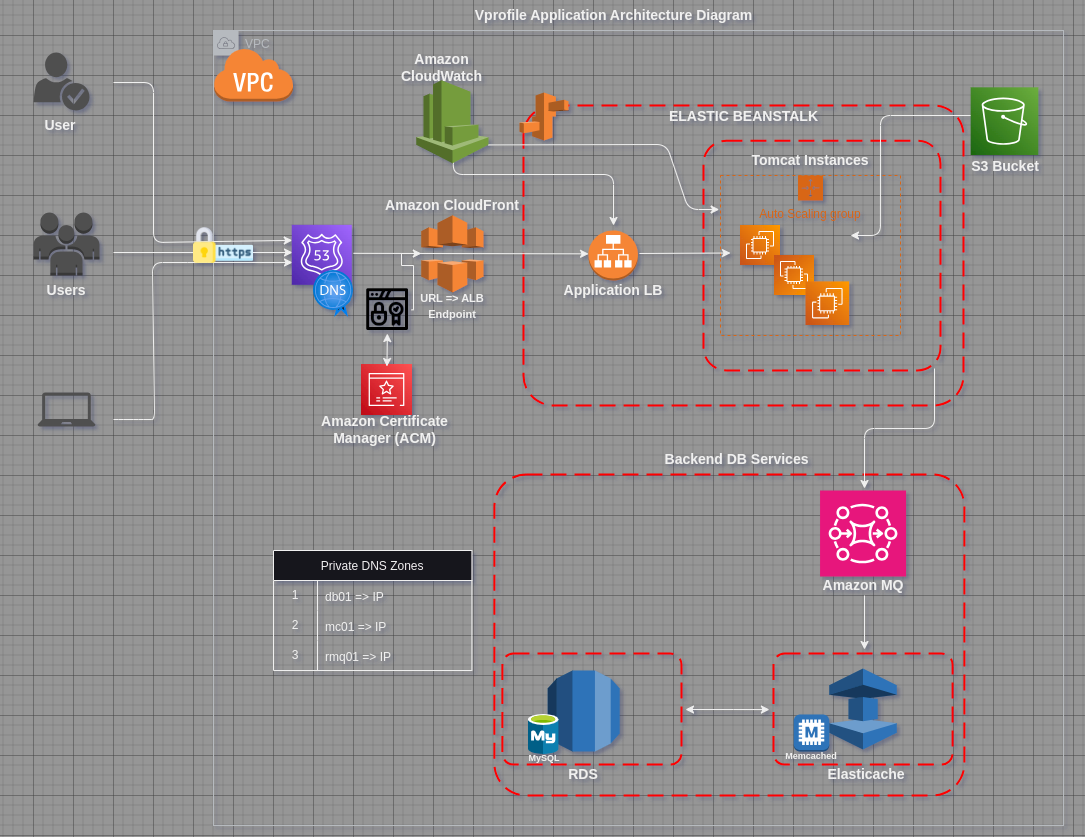 Vprofile Application Architecture Diagram
VPC
VPC
Amazon
CloudWatch
ELASTIC BEANSTALK
User
Tomcat Instances
S3 Bucket
Auto Scaling group
Amazon CloudFront
53
https
DNS
Users
URL => ALB
Endpoint
Application LB
Amazon Certificate
Manager (ACM)
Backend DB Services
Private DNS Zones
1 db01 => IP
2 mc01 => IP
3 rmq01 => IP
Amazon MQ
My
MySQL
RDS
M
Memcached
Elasticache